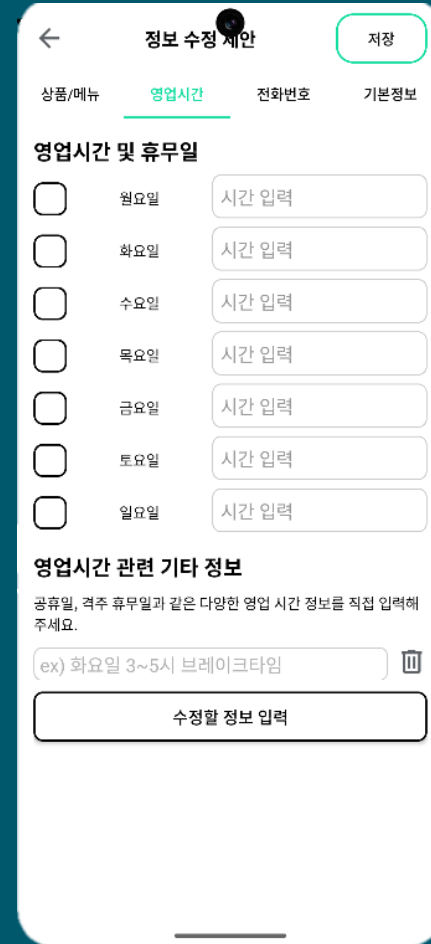 정보 수정 제안
저장
상품/메뉴 영업시간 전화번호 기본정보
영업시간 및 휴무일
월요일 시간 입력
화요일 시간 입력
수요일 시간 입력
목요일 시간 입력
금요일 시간 입력
토요일 시간 입력
일요일 시간 입력
영업시간 관련 기타 정보
공휴일, 격주 휴무일과 같은 다양한 영업 시간 정보를 직접 입력해
주세요.
ex) 화요일 3~5시 브레이크타임
수정할 정보 입력